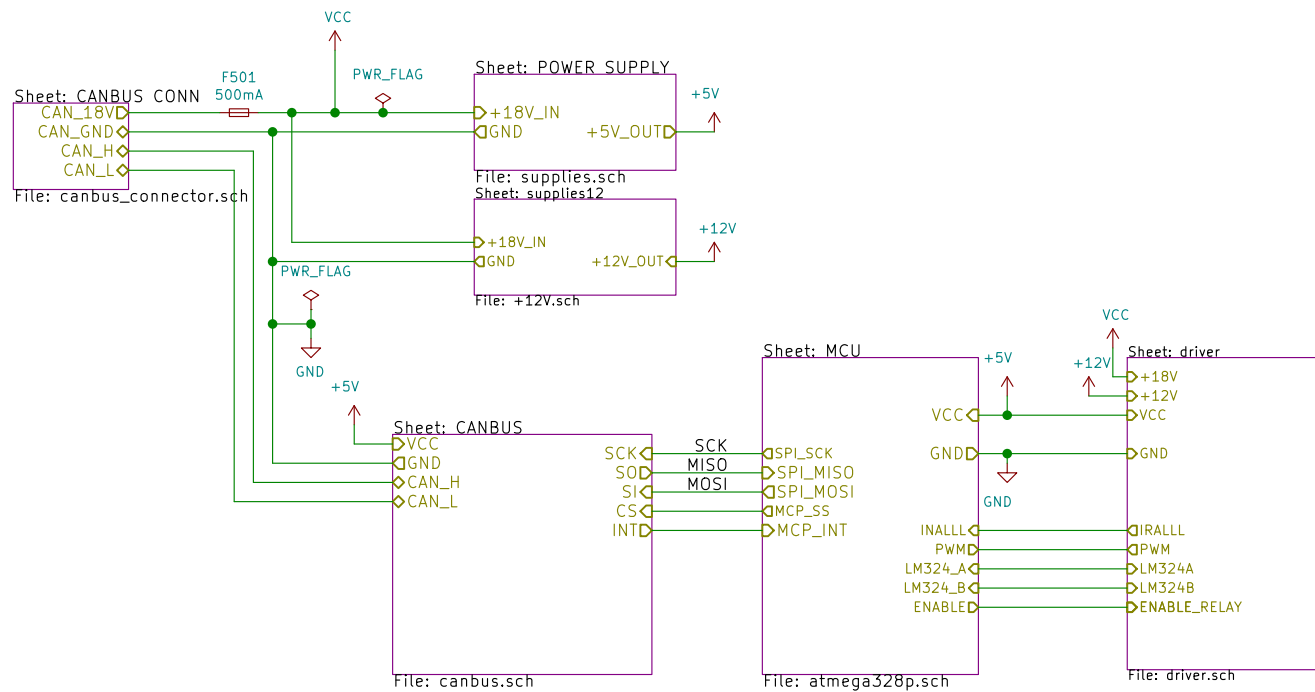 VCC
F501
500mA
PWR_FLAG
Sheet: CANBUS CONN
CAN_18V
CAN_GND
CAN_H
CAN_L
File: canbus_connector.sch
Sheet: POWER SUPPLY
+18V_IN
GND
+5V_OUT
File: supplies.sch
+5V
Sheet: supplies12
+18V_IN
GND
+12V_OUT
File: +12V.sch
+12V
PWR_FLAG
GND
+5V
Sheet: CANBUS
VCC
GND
CAN_H
CAN_L
SCK
SO
SI
CS
INT
File: canbus.sch
SCK
MISO
MOSI
Sheet: MCU
SPI_SCK
SPI_MISO
SPI_MOSI
MCP_SS
MCP_INT
VCC
GND
INALLL
PWM
LM324_A
LM324_B
ENABLE
File: atmega328p.sch
+5V
GND
VCC
+12V
Sheet: driver
+18V
+12V
VCC
GND
IRALLL
PWM
LM324A
LM324B
ENABLE_RELAY
File: driver.sch